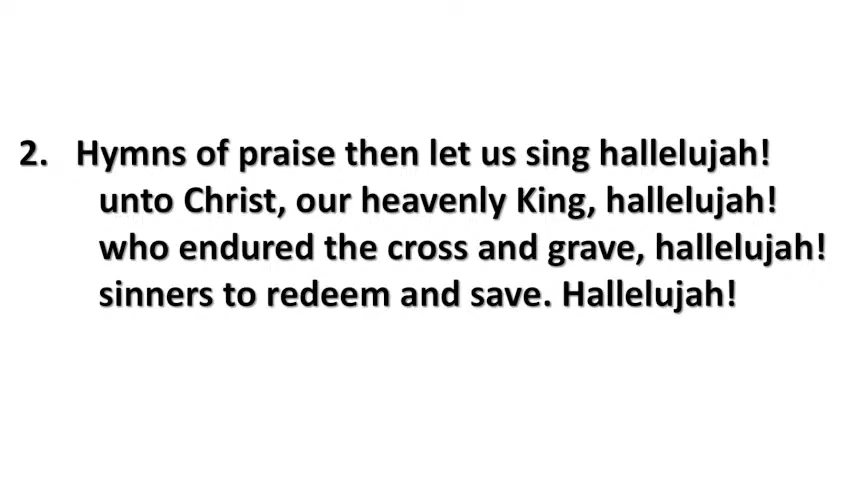 2. Hymns of praise then let us sing hallelujah!
unto Christ, our heavenly King, hallelujah!
who endured the cross and grave, hallelujah!
sinners to redeem and save. Hallelujah!